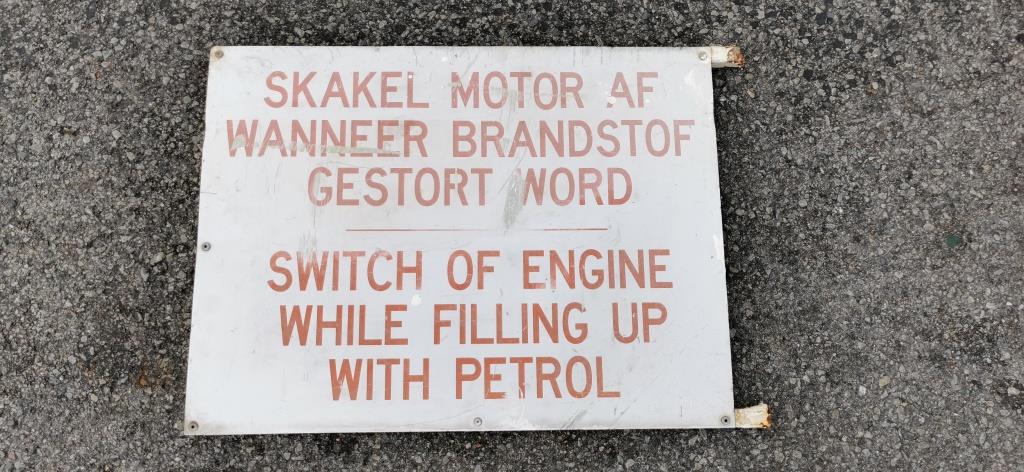 SKAKEL MOTOR AF
WANNEER BRANDSTOF
GESTORT WORD
SWITCH OF ENGINE
WHILE FILLING UP
WITH PETROL